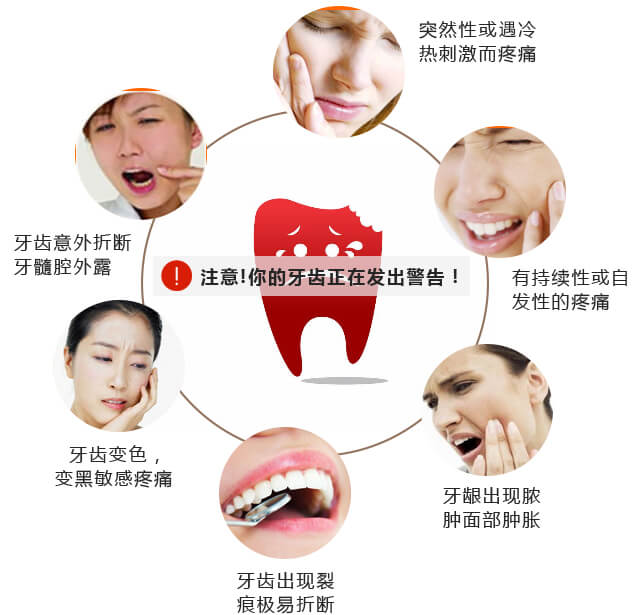 突然性或遇冷
热刺激而疼痛
有持续性或自
发性的疼痛
牙龈出现脓
肿面部肿胀
牙齿出现裂
痕极易折断
牙齿变色，
变黑敏感疼痛
牙齿意外折断
牙髓腔外露
! 注意!你的牙齿正在发出警告！